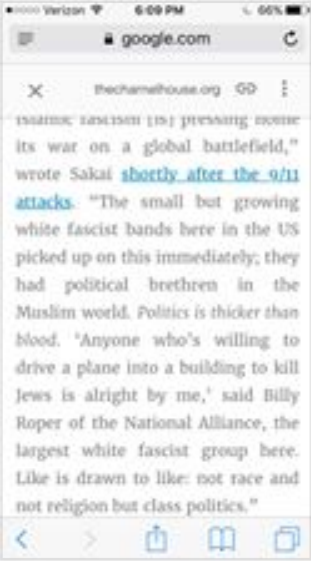 Verizon 6:09 PM 66%
google.com
thecharnelhouse.org
Islamic fascism [is] pressing home
its war on a global battlefield,"
wrote Sakai shortly after the 9/11
attacks. "The small but growing
white fascist bands here in the US
picked up on this immediately; they
had political brethren in the
Muslim world. Politics is thicker than
blood. 'Anyone who's willing to
drive a plane into a building to kill
Jews is alright by me,' said Billy
Roper of the National Alliance, the
largest white fascist group here.
Like is drawn to like: not race and
not religion but class politics."